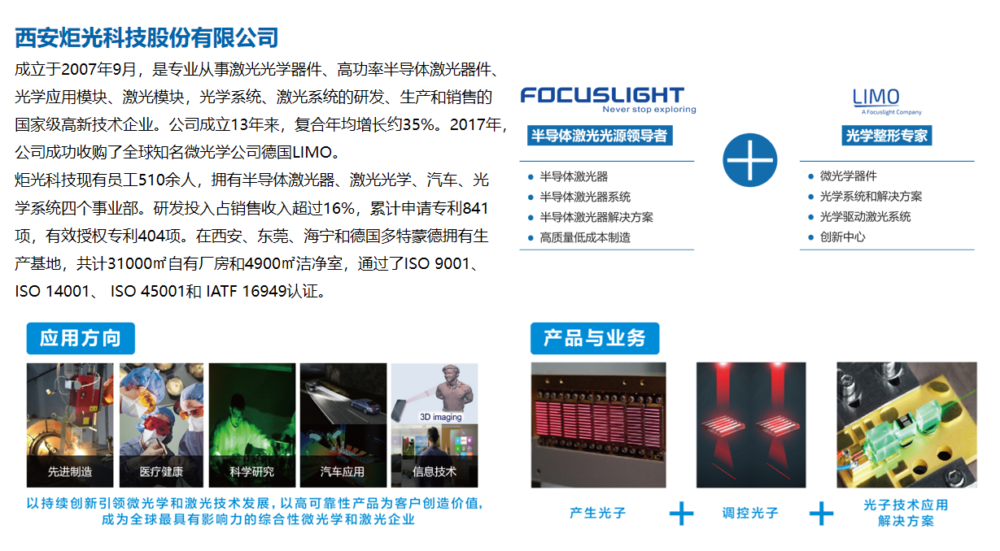 西安炬光科技股份有限公司
成立于2007年9月，是专业从事激光光学器件、高功率半导体激光器件、
光学应用模块、激光模块，光学系统、激光系统的研发、生产和销售的
国家级高新技术企业。公司成立13年来，复合年均增长约35%。2017年，
公司成功收购了全球知名微光学公司德国LIMO。
炬光科技现有员工510余人，拥有半导体激光器、激光光学、汽车、光
学系统四个事业部。研发投入占销售收入超过16%，累计申请专利841
项，有效授权专利404项。在西安、东莞、海宁和德国多特蒙德拥有生
产基地，共计31000㎡自有厂房和4900㎡洁净室，通过了ISO 9001、
ISO 14001、 ISO 45001和 IATF 16949认证。
FOCUSLIGHT
Never stop exploring
半导体激光光源领导者
半导体激光器
半导体激光器系统
半导体激光器解决方案
高质量低成本制造
LIMO
A Focuslight Company
光学整形专家
微光学器件
光学系统和解决方案
光学驱动激光系统
创新中心
应用方向
3D imaging
先进制造
医疗健康
科学研究
汽车应用
信息技术
以持续创新引领微光学和激光技术发展，以高可靠性产品为客户创造价值，
成为全球最具有影响力的综合性微光学和激光企业
产品与业务
产生光子
调控光子
光子技术应用
解决方案